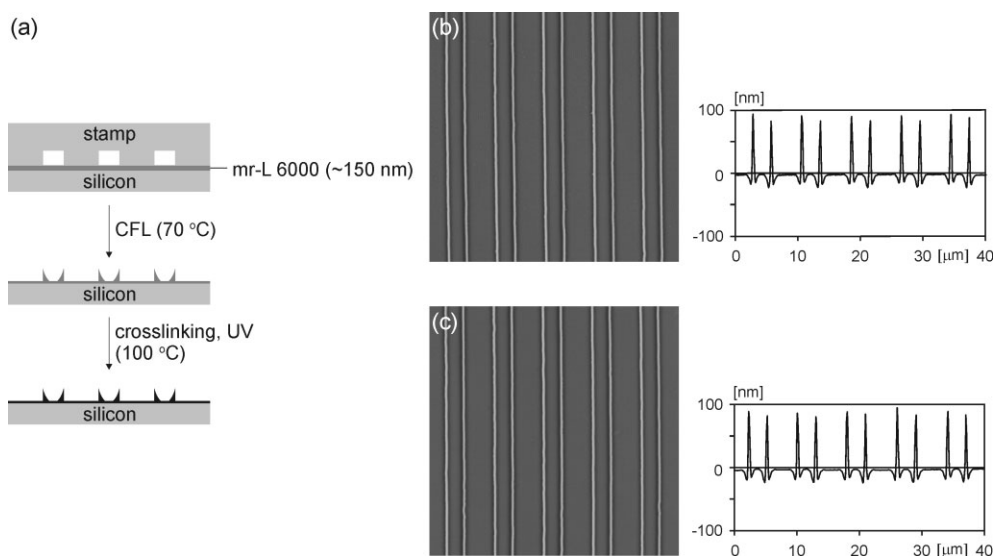 (a)
stamp
mr-L 6000 (~150 nm)
silicon
CFL (70 °C)
silicon
crosslinking, UV
(100 °C)
silicon
(b)
[nm]
100
0
-100
0 10 20 30 [µm] 40
(c)
[nm]
100
0
-100
0 10 20 30 [µm] 40